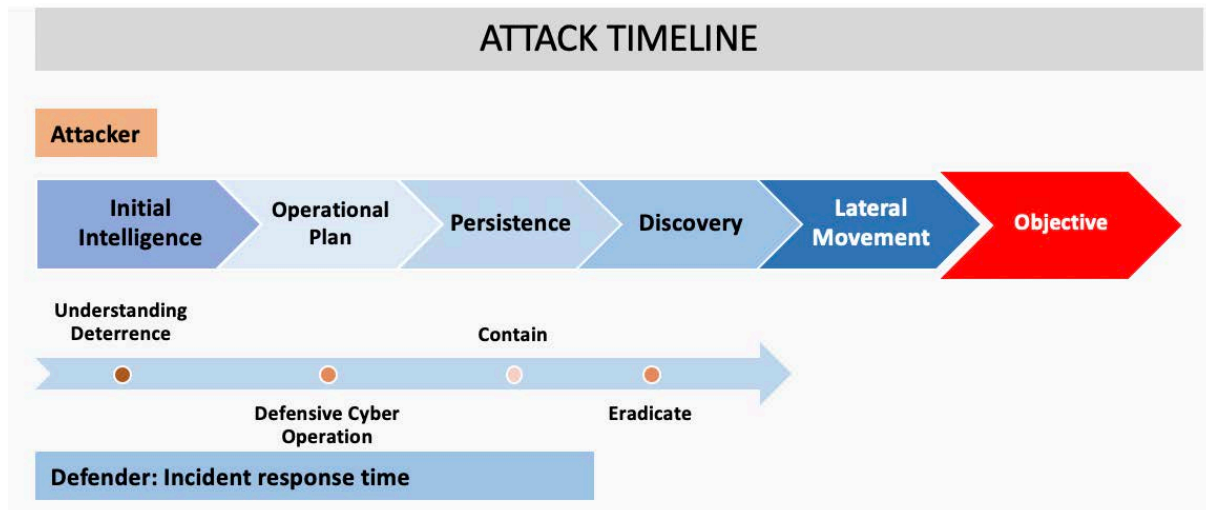 ATTACK TIMELINE
Attacker
Initial
Intelligence
Operational
Plan
Persistence
Discovery
Lateral
Movement
Objective
Understanding
Deterrence
Contain
Defensive Cyber
Operation
Eradicate
Defender: Incident response time